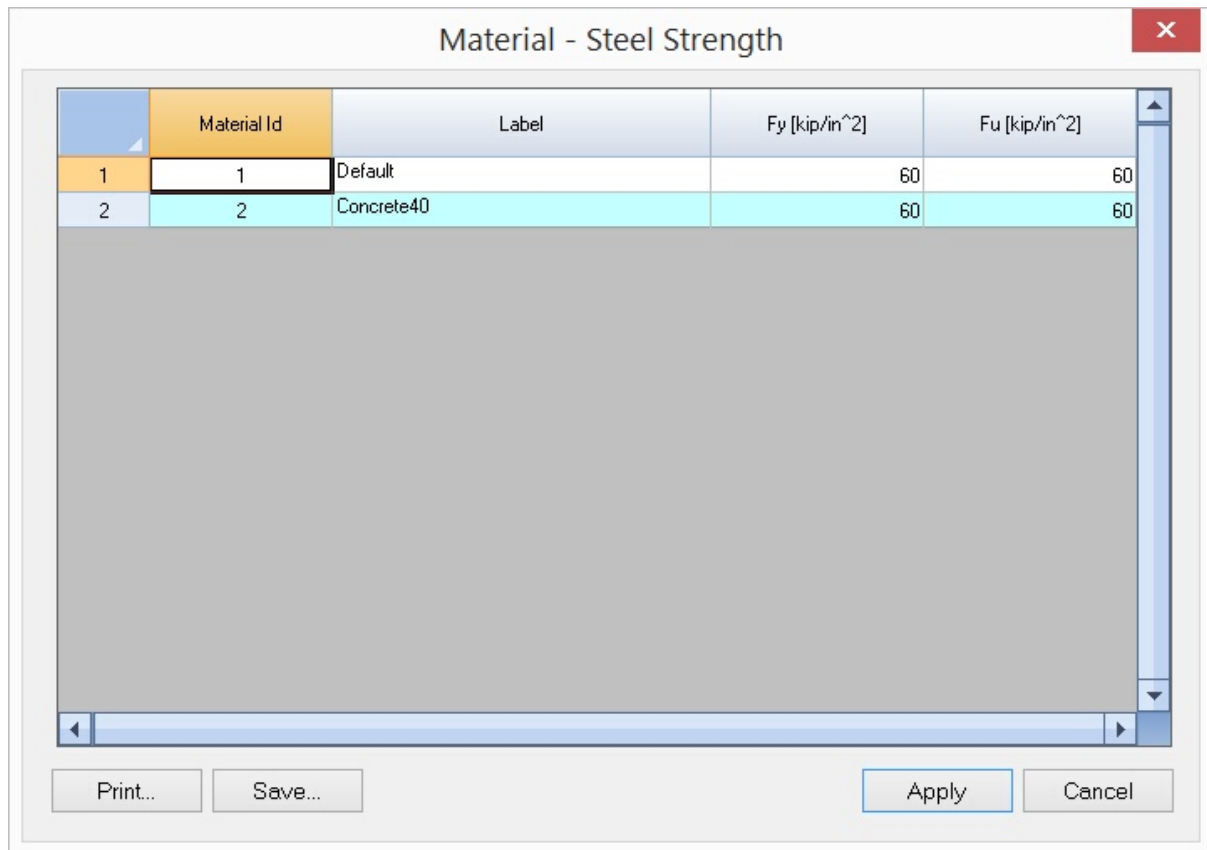 Material - Steel Strength
Material Id Label Fy [kip/in^2] Fu [kip/in^2]
1 1 Default 60 60
2 2 Concrete40 60 60
Print... Save... Apply Cancel